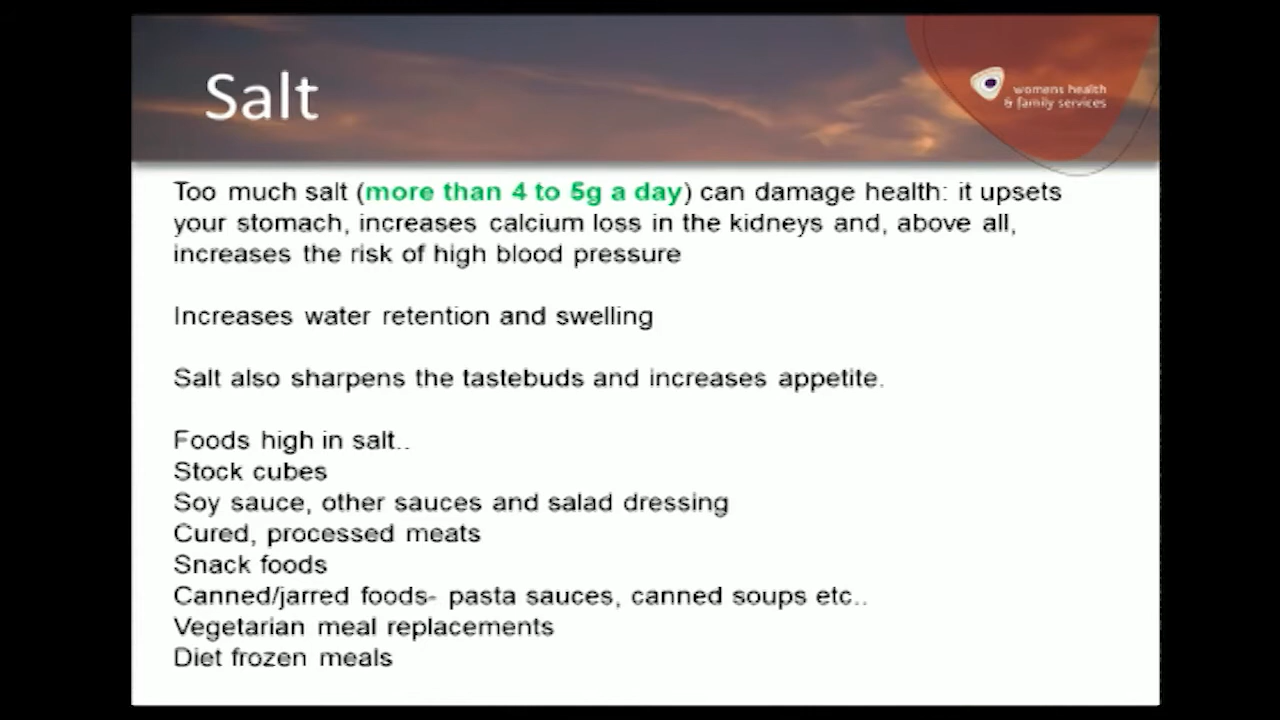 Salt
womens health
& family services
Too much salt (more than 4 to 5g a day) can damage health: it upsets
your stomach, increases calcium loss in the kidneys and, above all,
increases the risk of high blood pressure
Increases water retention and swelling
Salt also sharpens the tastebuds and increases appetite.
Foods high in salt..
Stock cubes
Soy sauce, other sauces and salad dressing
Cured, processed meats
Snack foods
Canned/jarred foods- pasta sauces, canned soups etc..
Vegetarian meal replacements
Diet frozen meals